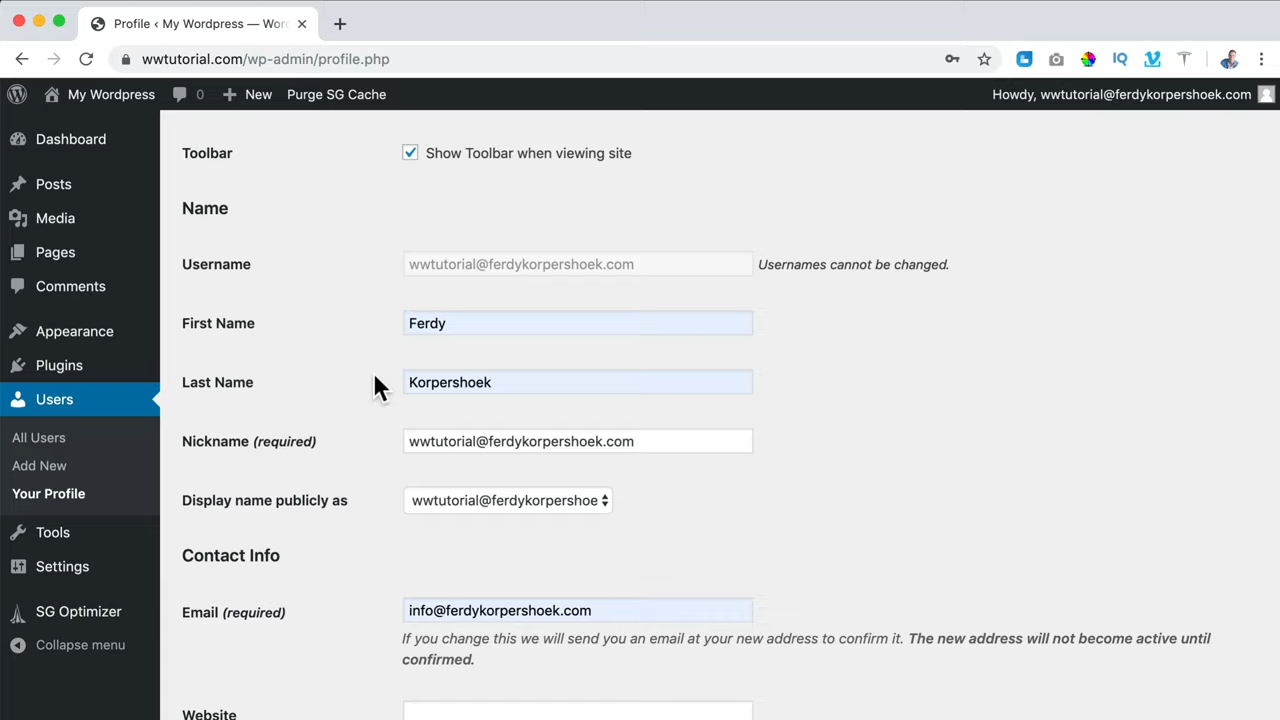 Profile ‹ My Wordpress — Wor
wwtutorial.com/wp-admin/profile.php
My Wordpress 0 New Purge SG Cache Howdy, wwtutorial@ferdykorpershoek.com
Dashboard
Posts
Media
Pages
Comments
Appearance
Plugins
Users
All Users
Add New
Your Profile
Tools
Settings
SG Optimizer
Collapse menu
Toolbar Show Toolbar when viewing site
Name
Username wwtutorial@ferdykorpershoek.com Usernames cannot be changed.
First Name Ferdy
Last Name Korpershoek
Nickname (required) wwtutorial@ferdykorpershoek.com
Display name publicly as wwtutorial@ferdykorpershoe
Contact Info
Email (required) info@ferdykorpershoek.com
If you change this we will send you an email at your new address to confirm it. The new address will not become active until
confirmed.
Website